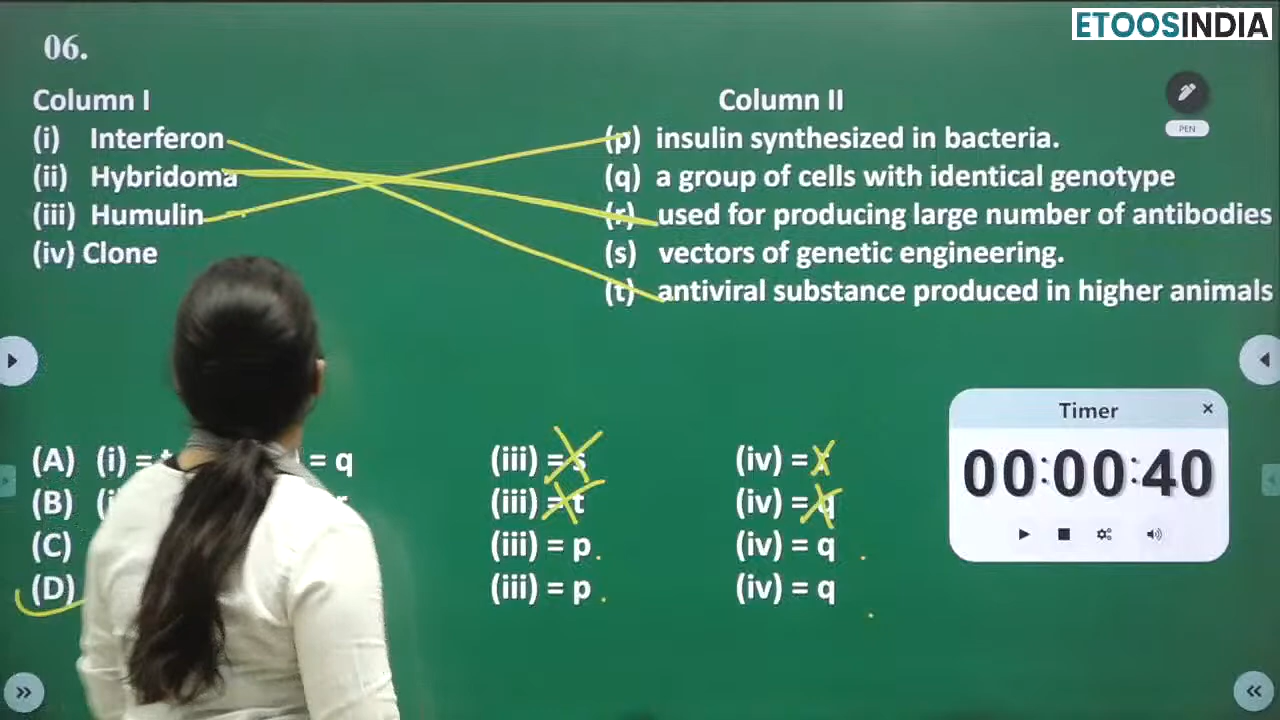 ETOOSINDIA
06.
Column I Column II
(i) Interferon (p) insulin synthesized in bacteria.
(ii) Hybridoma (q) a group of cells with identical genotype
(iii) Humulin (r) used for producing large number of antibodies
(iv) Clone (s) vectors of genetic engineering.
(t) antiviral substance produced in higher animals
PEN
Timer
00:00:40
(A) (i) = = q (iii) = s (iv) = r
(B) (iii) = t (iv) = q
(C) (iii) = p (iv) = q
(D) (iii) = p (iv) = q